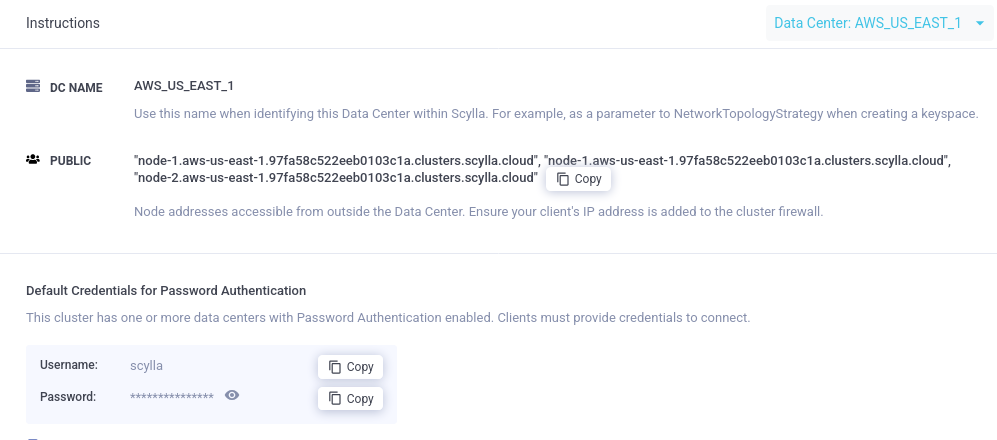 Instructions
Data Center: AWS_US_EAST_1
DC NAME
AWS_US_EAST_1
Use this name when identifying this Data Center within Scylla. For example, as a parameter to NetworkTopologyStrategy when creating a keyspace.
PUBLIC
"node-1.aws-us-east-1.97fa58c522eeb0103c1a.clusters.scylla.cloud", "node-1.aws-us-east-1.97fa58c522eeb0103c1a.clusters.scylla.cloud",
"node-2.aws-us-east-1.97fa58c522eeb0103c1a.clusters.scylla.cloud" Copy
Node addresses accessible from outside the Data Center. Ensure your client's IP address is added to the cluster firewall.
Default Credentials for Password Authentication
This cluster has one or more data centers with Password Authentication enabled. Clients must provide credentials to connect.
Username: scylla Copy
Password: *************** Copy